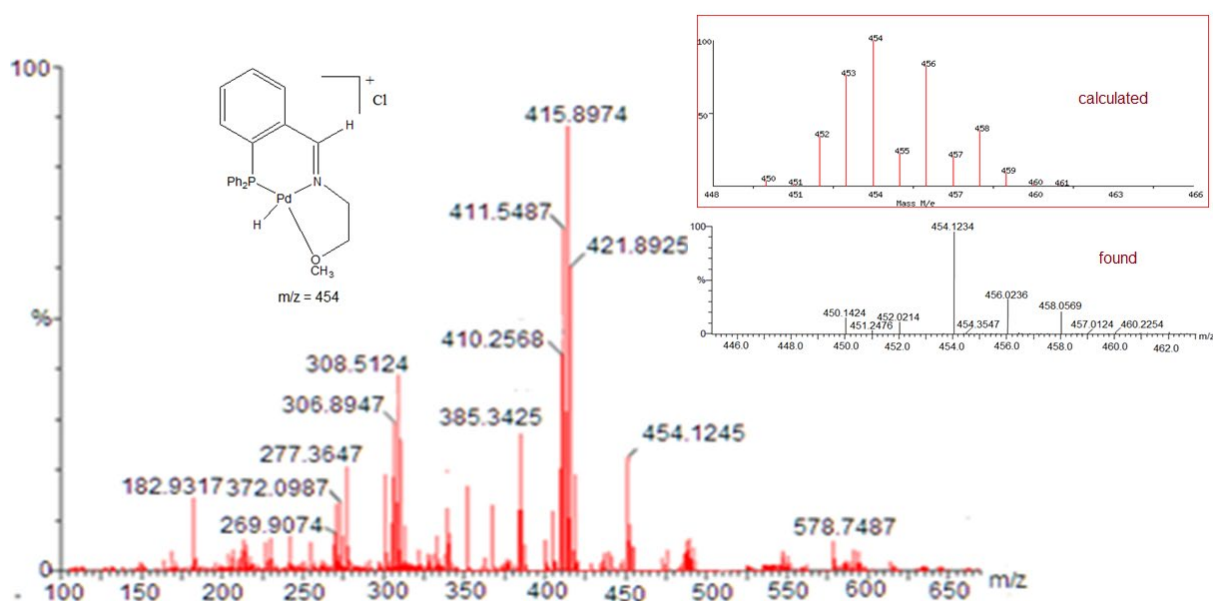 100
%
0
100 150 200 250 300 350 400 450 500 550 600 650 m/z
+
Cl
H
Ph₂P
Pd
N
H
O
CH₃
m/z = 454
415.8974
411.5487
421.8925
410.2568
308.5124
306.8947
385.3425
277.3647
454.1245
182.9317
372.0987
269.9074
578.7487
100
50
450
451
452
453
454
455
456
457
458
459
460
461
calculated
448 451 454 457 460 463 466
Mass M/e
100
%
0
found
454.1234
450.1424
451.2476
452.0214
454.3547
456.0236
458.0569
457.0124
460.2254
446.0 448.0 450.0 452.0 454.0 456.0 458.0 460.0 462.0 m/z